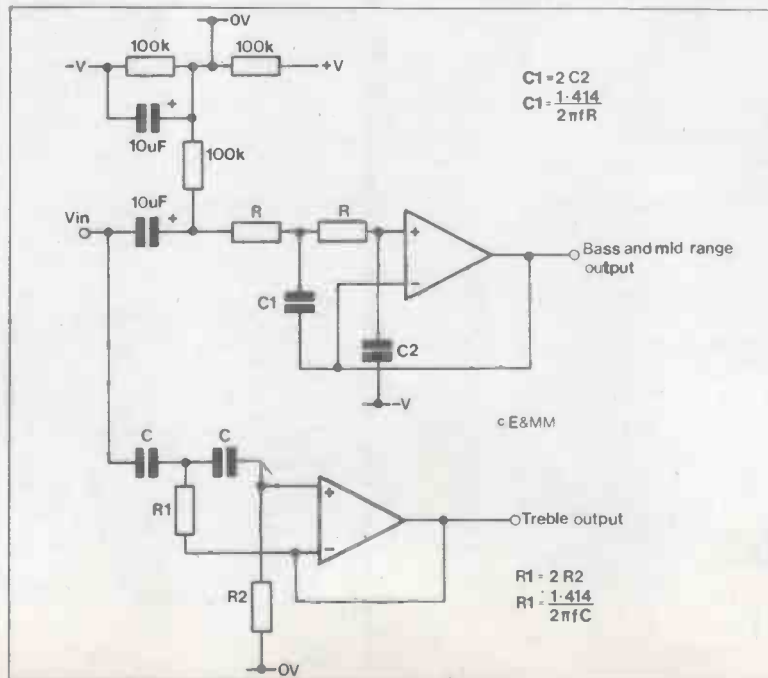 0V
100k
100k
-V
+V
10uF
+
100k
C1 = 2 C2
C1 = 1·414
2πfR
10uF
+
Vin
R
R
+
-
Bass and mid range
output
C1
C2
-V
c E&MM
C
C
R1
+
-
Treble output
R2
R1 = 2 R2
R1 = 1·414
2πfC
0V